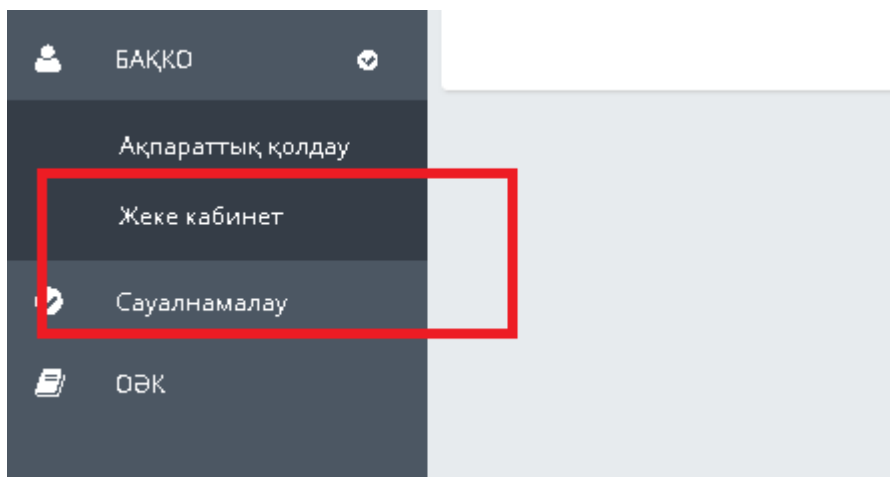 БАҚКО
Ақпараттық қолдау
Жеке кабинет
Сауалнамалау
ОӘК